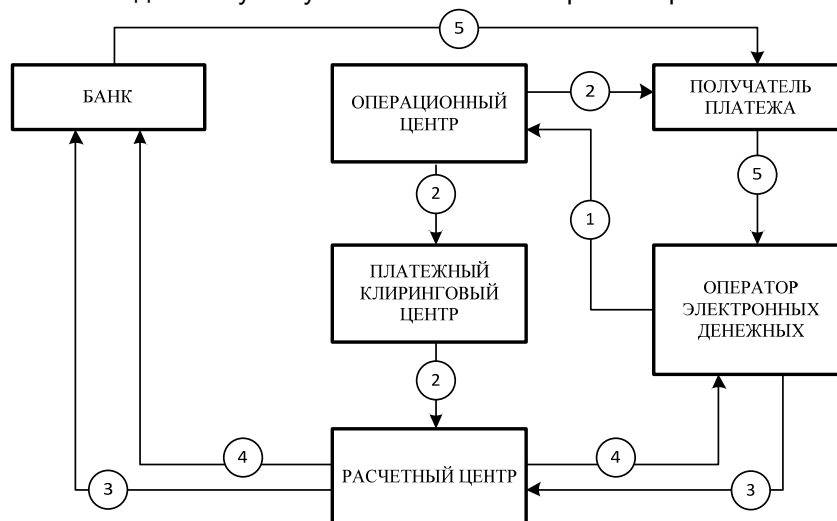 5
БАНК
ОПЕРАЦИОННЫЙ
ЦЕНТР
2
ПОЛУЧАТЕЛЬ
ПЛАТЕЖА
2
1
5
ПЛАТЕЖНЫЙ
КЛИРИНГОВЫЙ
ЦЕНТР
ОПЕРАТОР
ЭЛЕКТРОННЫХ
ДЕНЕЖНЫХ
2
4
РАСЧЕТНЫЙ ЦЕНТР
4
3
3